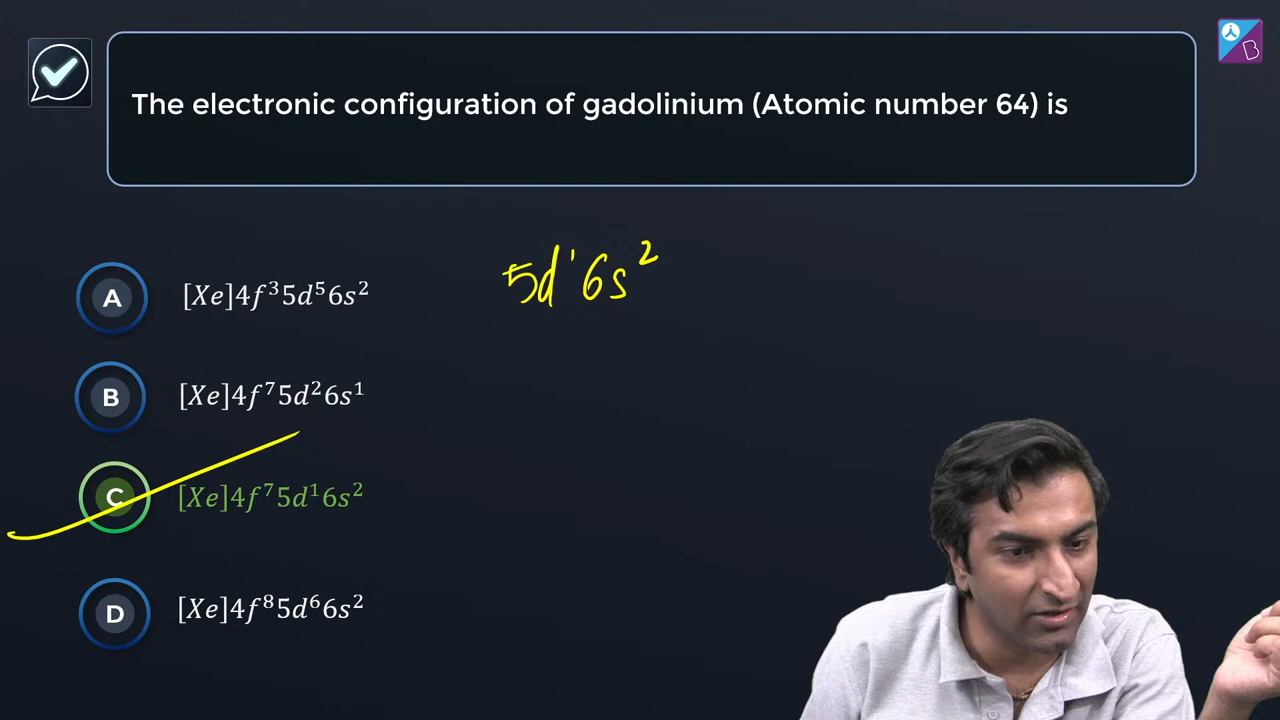 The electronic configuration of gadolinium (Atomic number 64) is
5d¹6s²
A [Xe]4f³5d⁵6s²
B [Xe]4f⁷5d²6s¹
C [Xe]4f⁷5d¹6s²
D [Xe]4f⁸5d⁶6s²
B